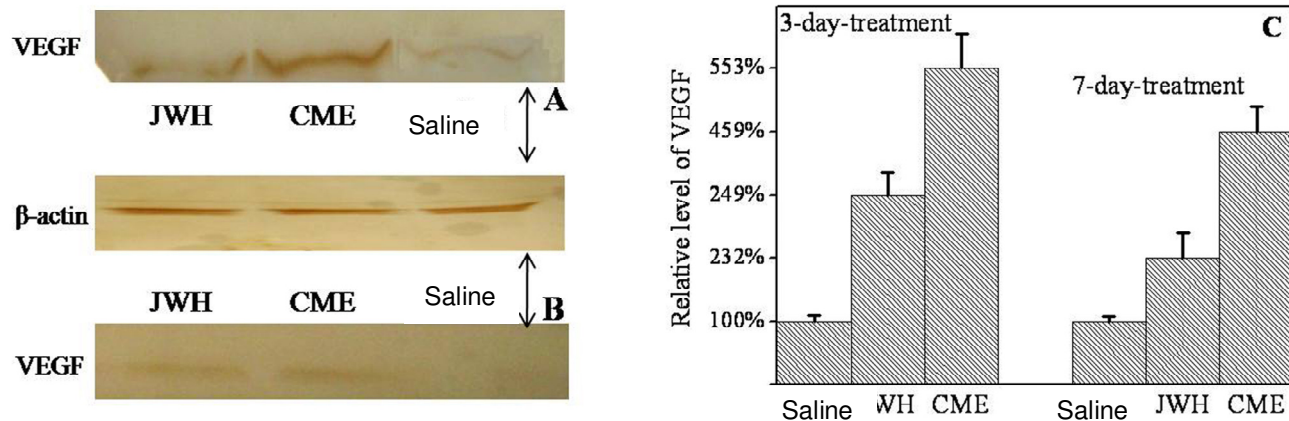 VEGF
JWH CME Saline A
β-actin
JWH CME Saline B
VEGF
Relative level of VEGF
553%
459%
249%
232%
100%
3-day-treatment
C
7-day-treatment
Saline WH CME Saline JWH CME